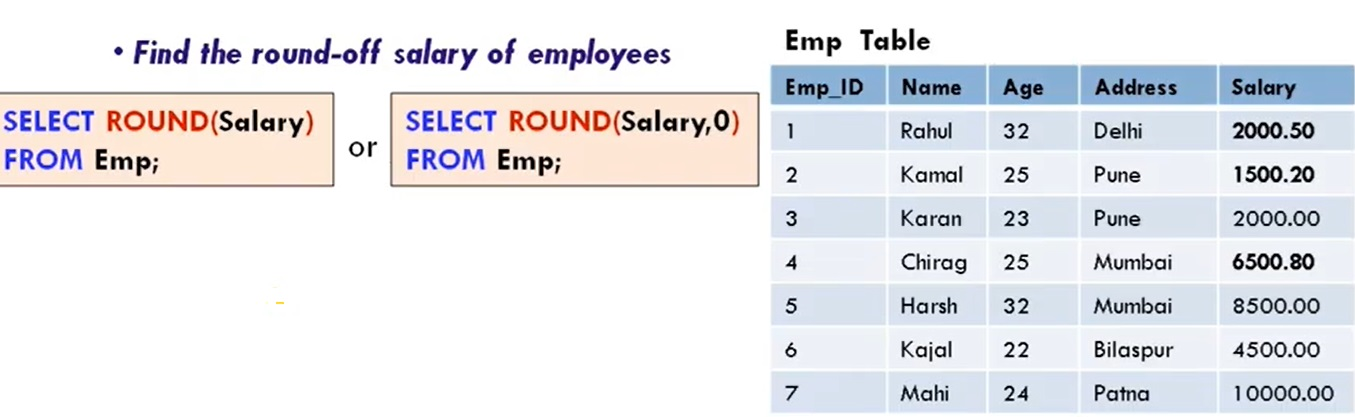 • Find the round-off salary of employees
SELECT ROUND(Salary)
FROM Emp;
or
SELECT ROUND(Salary,0)
FROM Emp;
Emp Table
Emp_ID Name Age Address Salary
1 Rahul 32 Delhi 2000.50
2 Kamal 25 Pune 1500.20
3 Karan 23 Pune 2000.00
4 Chirag 25 Mumbai 6500.80
5 Harsh 32 Mumbai 8500.00
6 Kajal 22 Bilaspur 4500.00
7 Mahi 24 Patna 10000.00